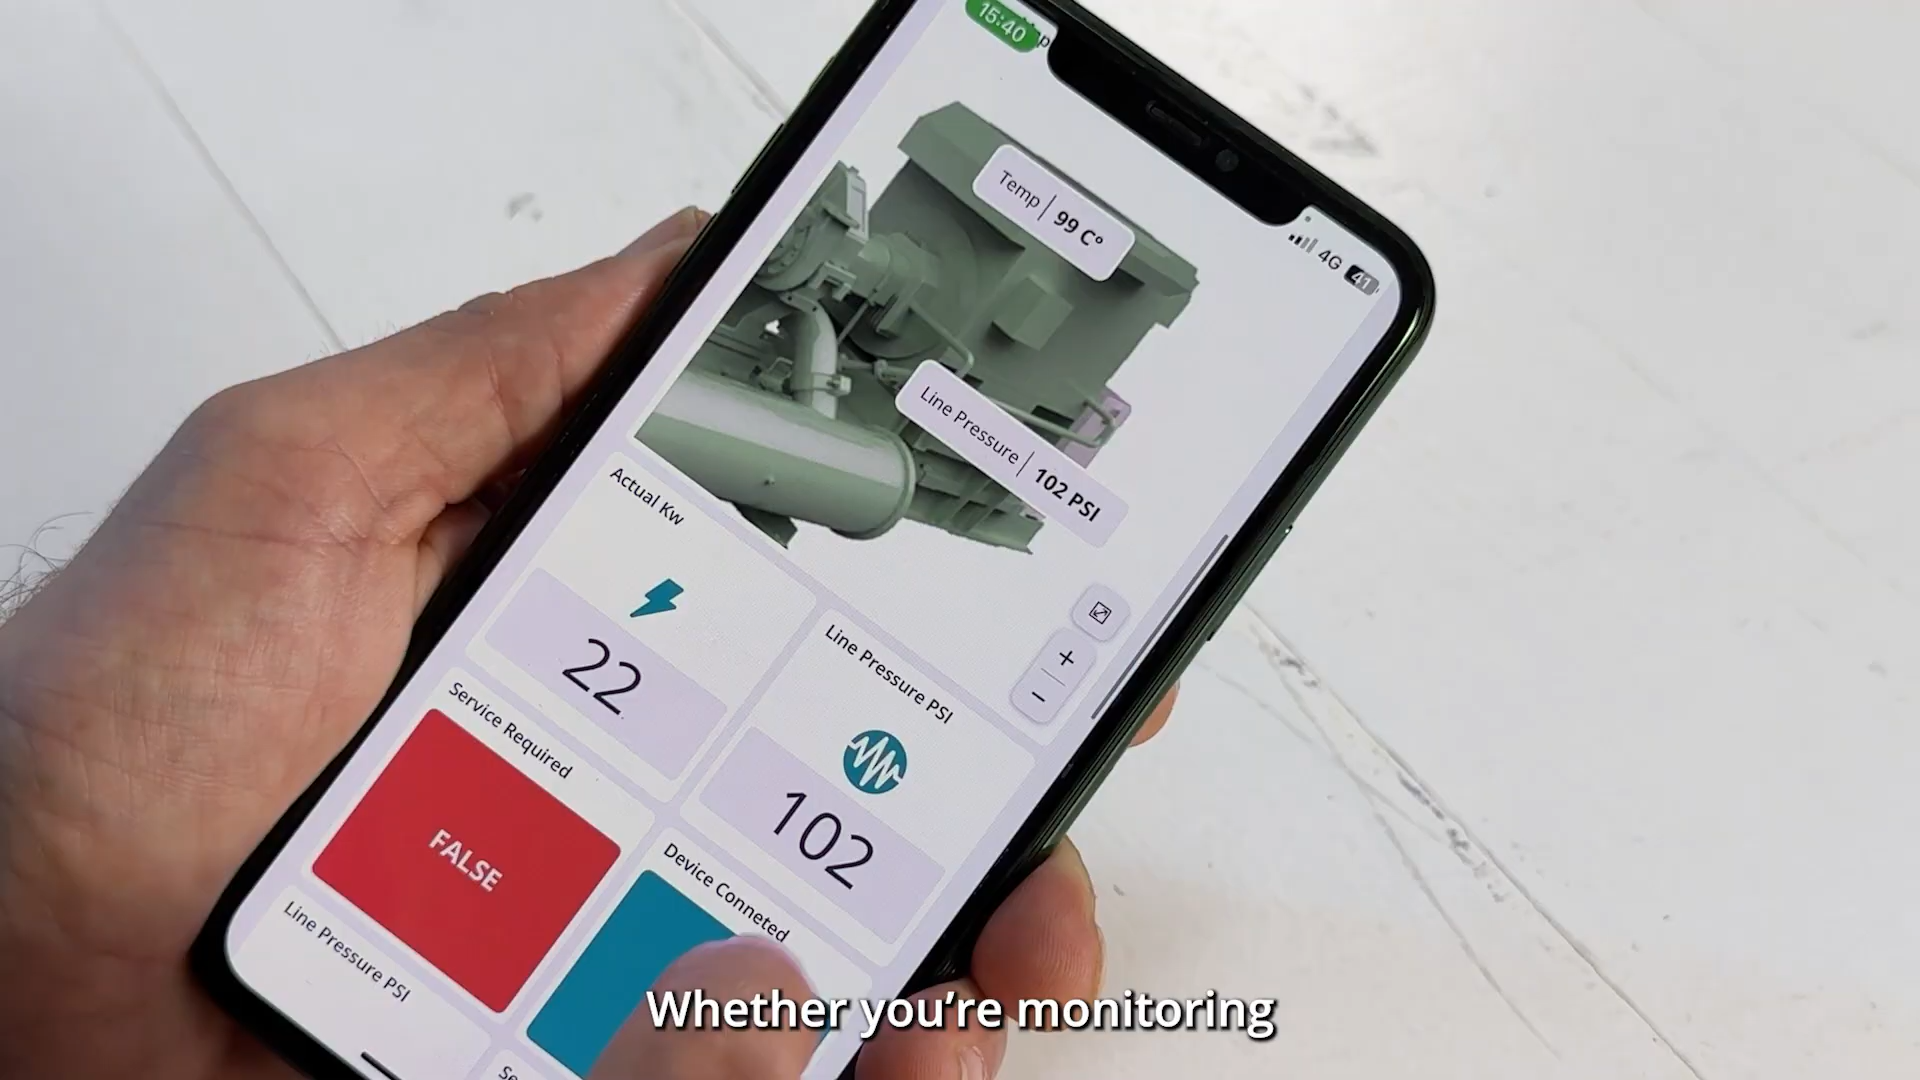 15:40
4G 41
Temp | 99 C°
Line Pressure | 102 PSI
Actual Kw
22
Line Pressure PSI
102
Service Required
FALSE
Device Conneted
Line Pressure PSI
Whether you're monitoring